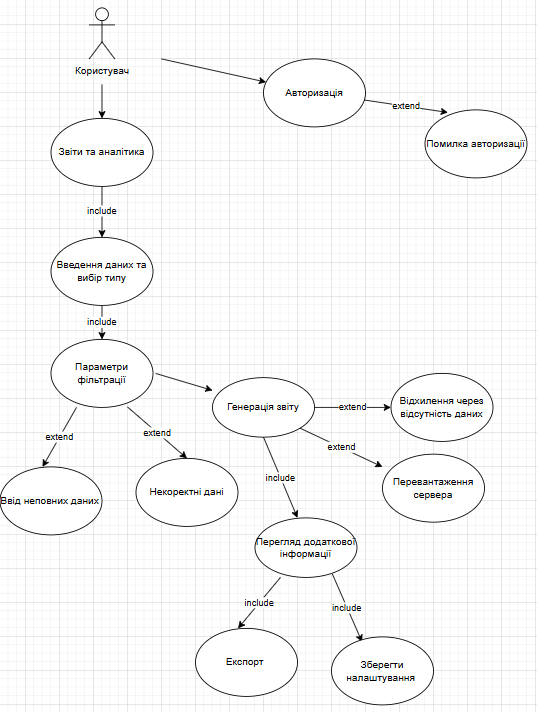 Користувач
Авторизація
extend
Помилка авторизації
Звіти та аналітика
include
Введення даних та
вибір типу
include
Параметри
фільтрації
Генерація звіту
extend
Відхилення через
відсутність даних
extend
Перевантаження
сервера
extend
extend
Ввід неповних даних
Некоректні дані
include
Перегляд додаткової
інформації
include
include
Експорт
Зберегти
налаштування